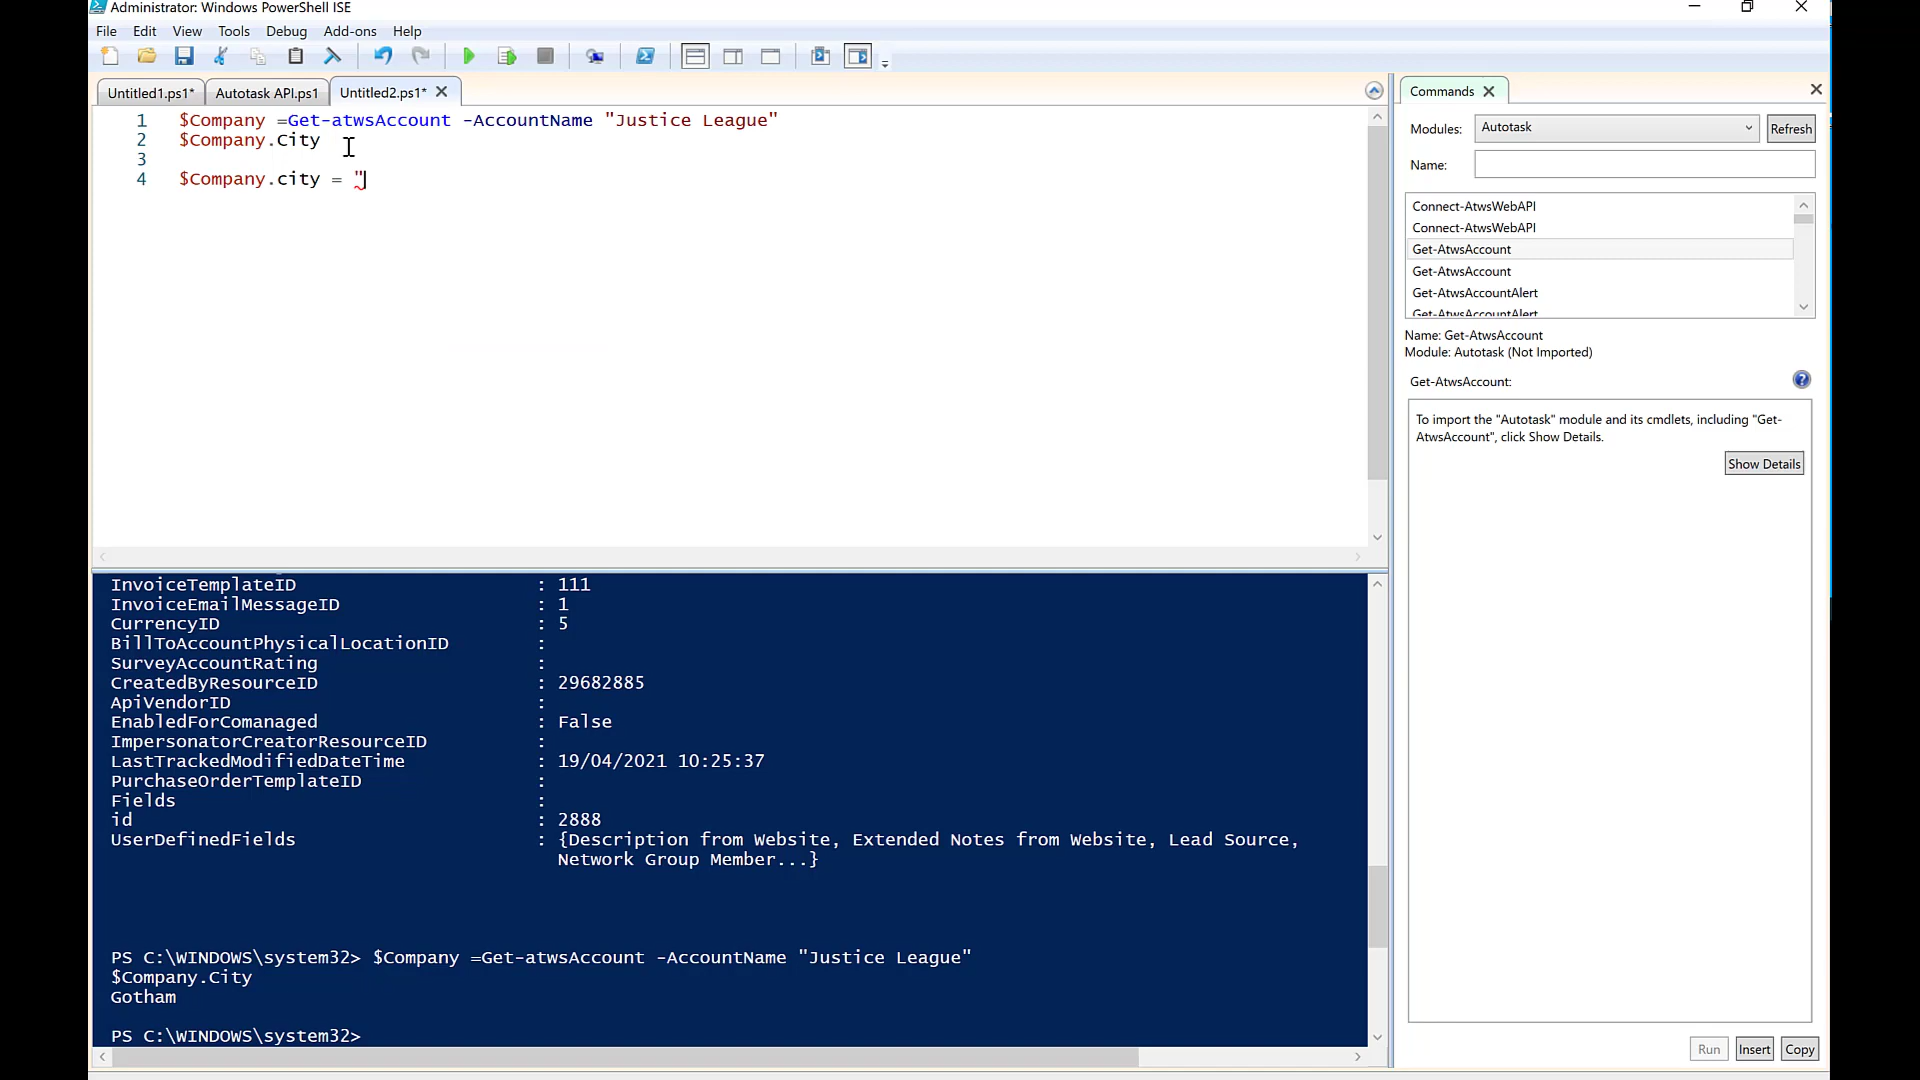 Administrator: Windows PowerShell ISE
File Edit View Tools Debug Add-ons Help
Untitled1.ps1* Autotask API.ps1 Untitled2.ps1*
1 $Company =Get-atwsAccount -AccountName "Justice League"
2 $Company.City
3
4 $Company.city = "
InvoiceTemplateID : 111
InvoiceEmailMessageID : 1
CurrencyID : 5
BillToAccountPhysicalLocationID :
SurveyAccountRating :
CreatedByResourceID : 29682885
ApiVendorID :
EnabledForComanaged : False
ImpersonatorCreatorResourceID :
LastTrackedModifiedDateTime : 19/04/2021 10:25:37
PurchaseOrderTemplateID :
Fields :
id : 2888
UserDefinedFields : {Description from Website, Extended Notes from Website, Lead Source,
Network Group Member...}
PS C:\WINDOWS\system32> $Company =Get-atwsAccount -AccountName "Justice League"
$Company.City
Gotham
PS C:\WINDOWS\system32>
Commands
Modules: Autotask Refresh
Name:
Connect-AtwsWebAPI
Connect-AtwsWebAPI
Get-AtwsAccount
Get-AtwsAccount
Get-AtwsAccountAlert
Get-AtwsAccountAlert
Name: Get-AtwsAccount
Module: Autotask (Not Imported)
Get-AtwsAccount:
To import the "Autotask" module and its cmdlets, including "Get-
AtwsAccount", click Show Details.
Show Details
Run Insert Copy